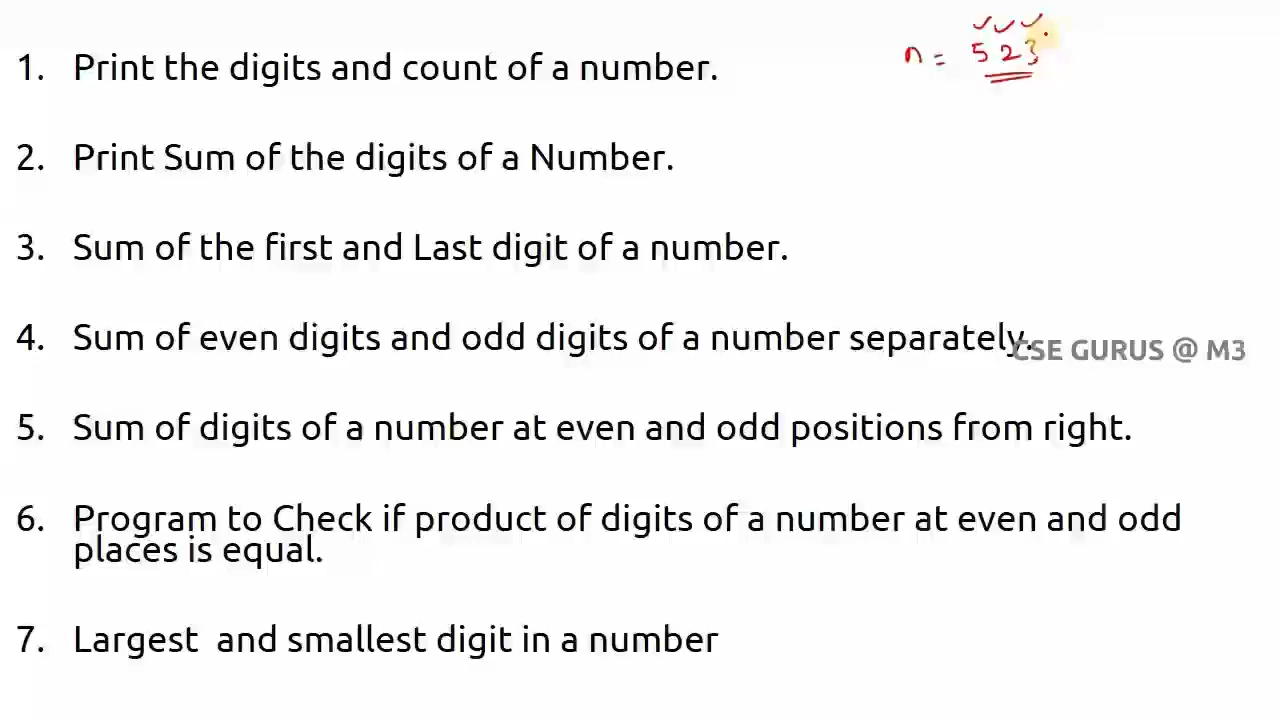 n = 523
1. Print the digits and count of a number.
2. Print Sum of the digits of a Number.
3. Sum of the first and Last digit of a number.
4. Sum of even digits and odd digits of a number separately.
CSE GURUS @ M3
5. Sum of digits of a number at even and odd positions from right.
6. Program to Check if product of digits of a number at even and odd
places is equal.
7. Largest and smallest digit in a number